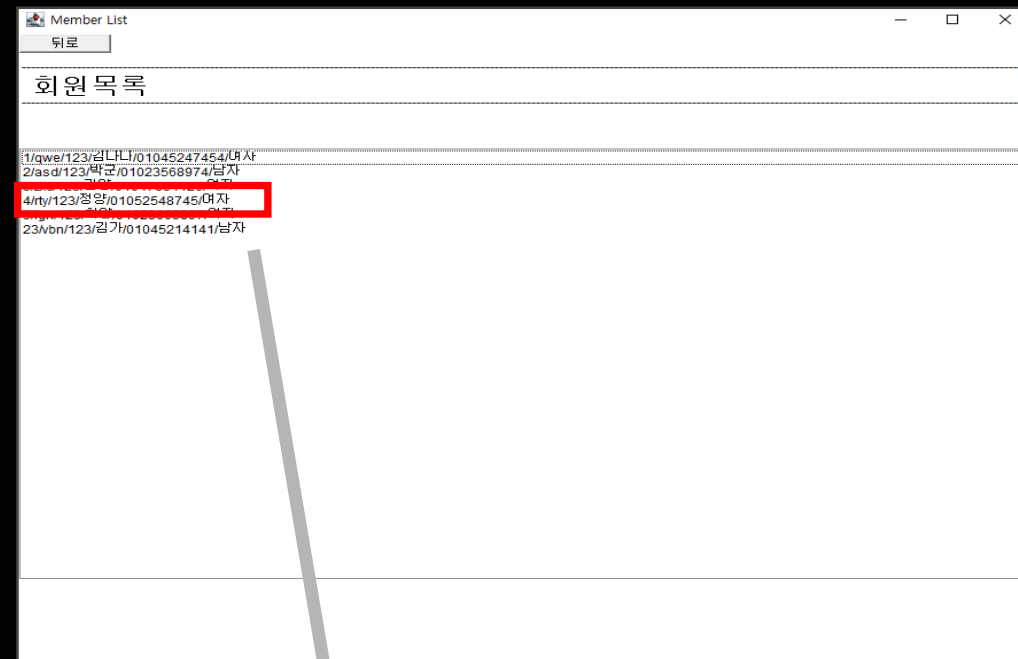 Member List
뒤로
회원목록
1/qwe/123/김나나/01045247454/여자
2/asd/123/박군/01023568974/남자
4/rty/123/정양/01052548745/여자
23/vbn/123/김가/01045214141/남자